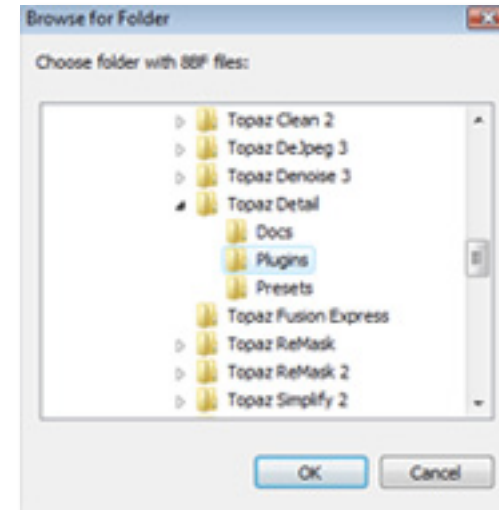 Browse for Folder
Choose folder with 8BF files:
Topaz Clean 2
Topaz DeJpeg 3
Topaz Denoise 3
Topaz Detail
Docs
Plugins
Presets
Topaz Fusion Express
Topaz ReMask
Topaz ReMask 2
Topaz Simplify 2
OK
Cancel